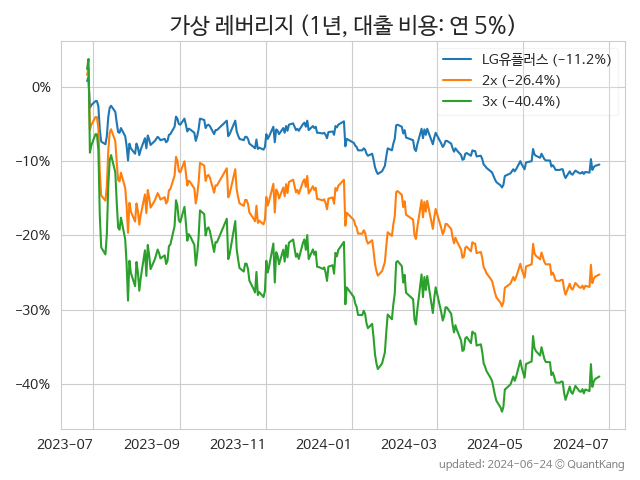 가상 레버리지 (1년, 대출 비용: 연 5%)
LG유플러스 (−11.2%)
2x (−26.4%)
3x (−40.4%)
0%
−10%
−20%
−30%
−40%
2023-07 2023-09 2023-11 2024-01 2024-03 2024-05 2024-07
updated: 2024-06-24 © QuantKang